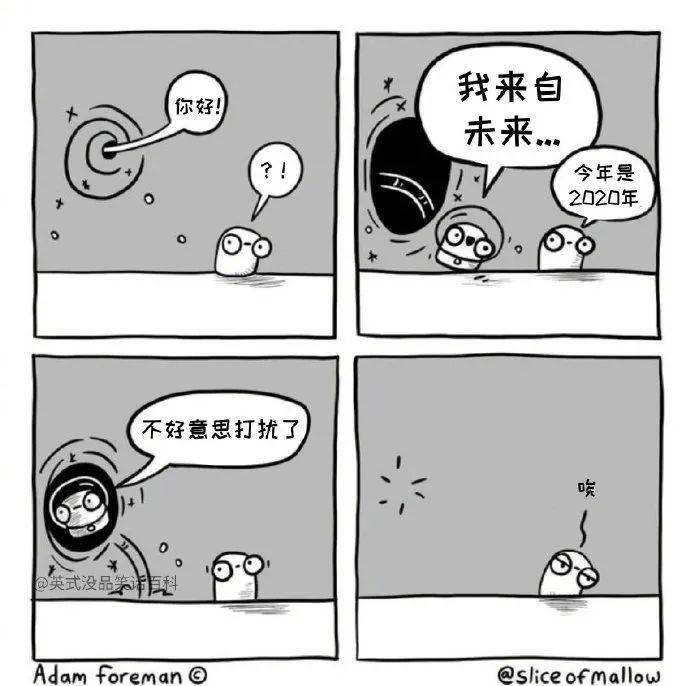 你好!
?!
我来自
未来...
今年是
2020年
不好意思打扰了
@英式没品笑话百科
唉
Adam foreman ©
@sliceofmallow